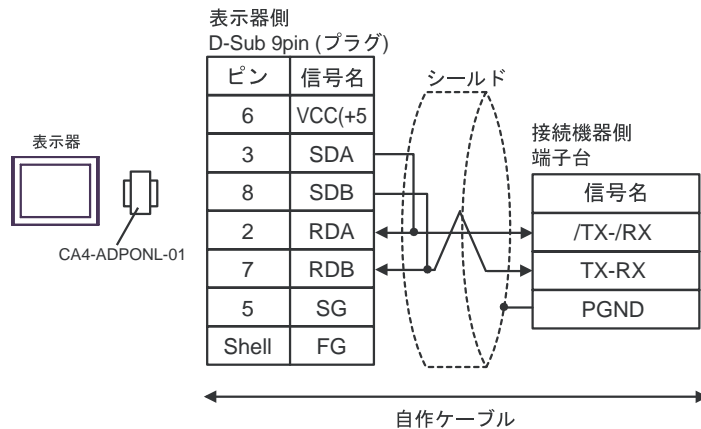 表示器側
D-Sub 9pin (プラグ)
ピン 信号名
6 VCC(+5
3 SDA
8 SDB
2 RDA
7 RDB
5 SG
Shell FG
シールド
接続機器側
端子台
信号名
/TX-/RX
TX-RX
PGND
表示器
CA4-ADPONL-01
自作ケーブル